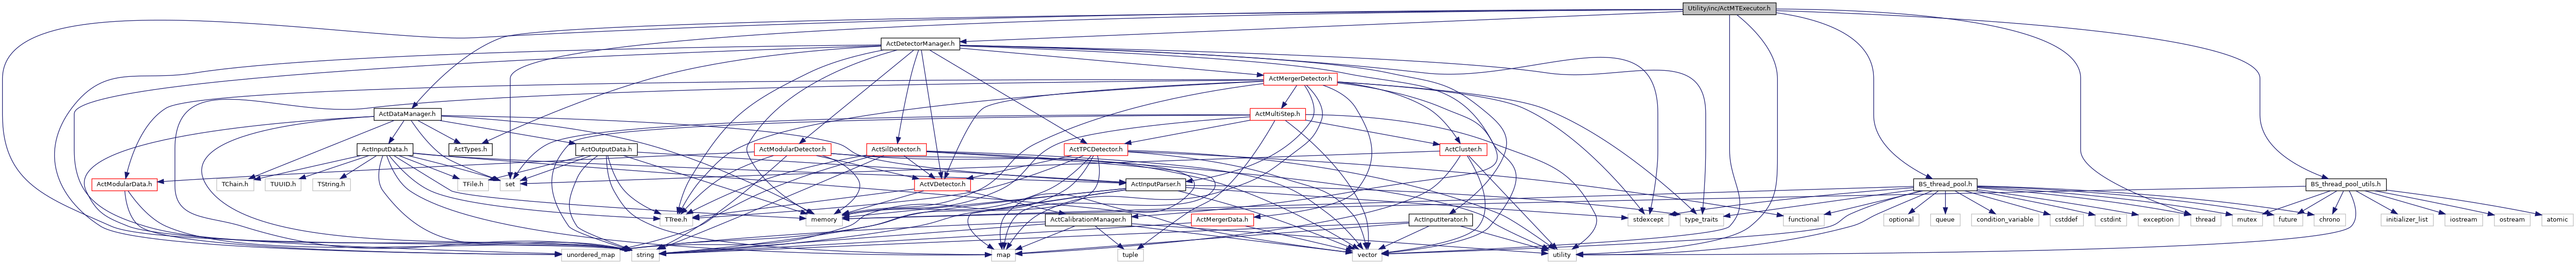 Utility/inc/ActMTExecutor.h
ActDetectorManager.h
ActMergerDetector.h
ActDataManager.h
ActMultiStep.h
ActInputData.h
ActTypes.h
ActOutputData.h
ActModularDetector.h
ActSilDetector.h
ActTPCDetector.h
ActCluster.h
ActModularData.h
TChain.h
TUUID.h
TString.h
TFile.h
set
ActVDetector.h
ActInputParser.h
BS_thread_pool.h
BS_thread_pool_utils.h
TTree.h
memory
ActCalibrationManager.h
ActMergerData.h
ActInputIterator.h
stdexcept
type_traits
functional
optional
queue
condition_variable
cstddef
cstdint
exception
thread
mutex
future
chrono
initializer_list
iostream
ostream
atomic
unordered_map
string
map
tuple
vector
utility